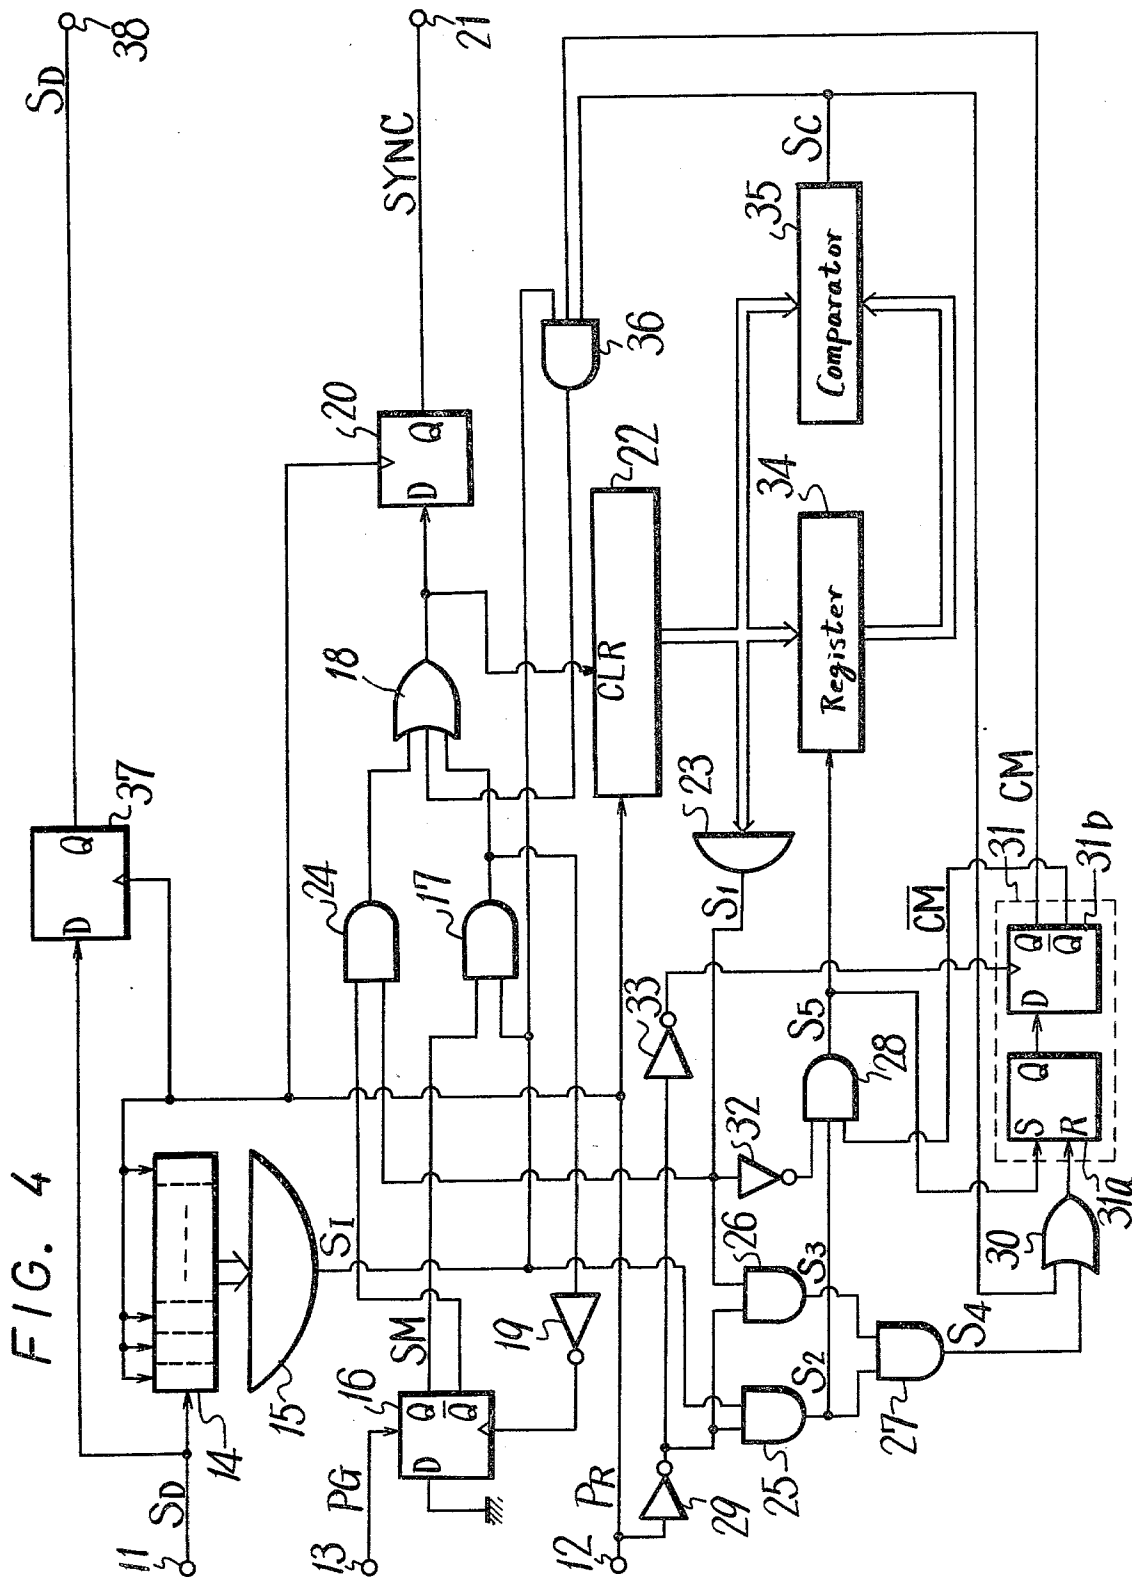 FIG. 4
11
SD
14
15
SI
37
D
Q
SD
38
13
PG
16
D
Q
Q̅
SM
19
24
17
18
20
D
Q
SYNC
21
12
PR
29
33
CLR
22
36
25
26
S2
S3
27
S4
32
28
S5
S1
23
Register
34
Comparator
35
SC
30
31a
S
R
Q
D
Q
Q̅
31b
31
C̅M̅
CM